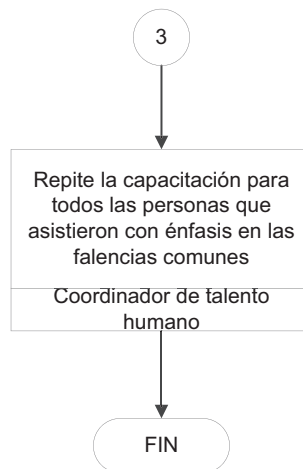 3
Repite la capacitación para
todos las personas que
asistieron con énfasis en las
falencias comunes
Coordinador de talento
humano
FIN